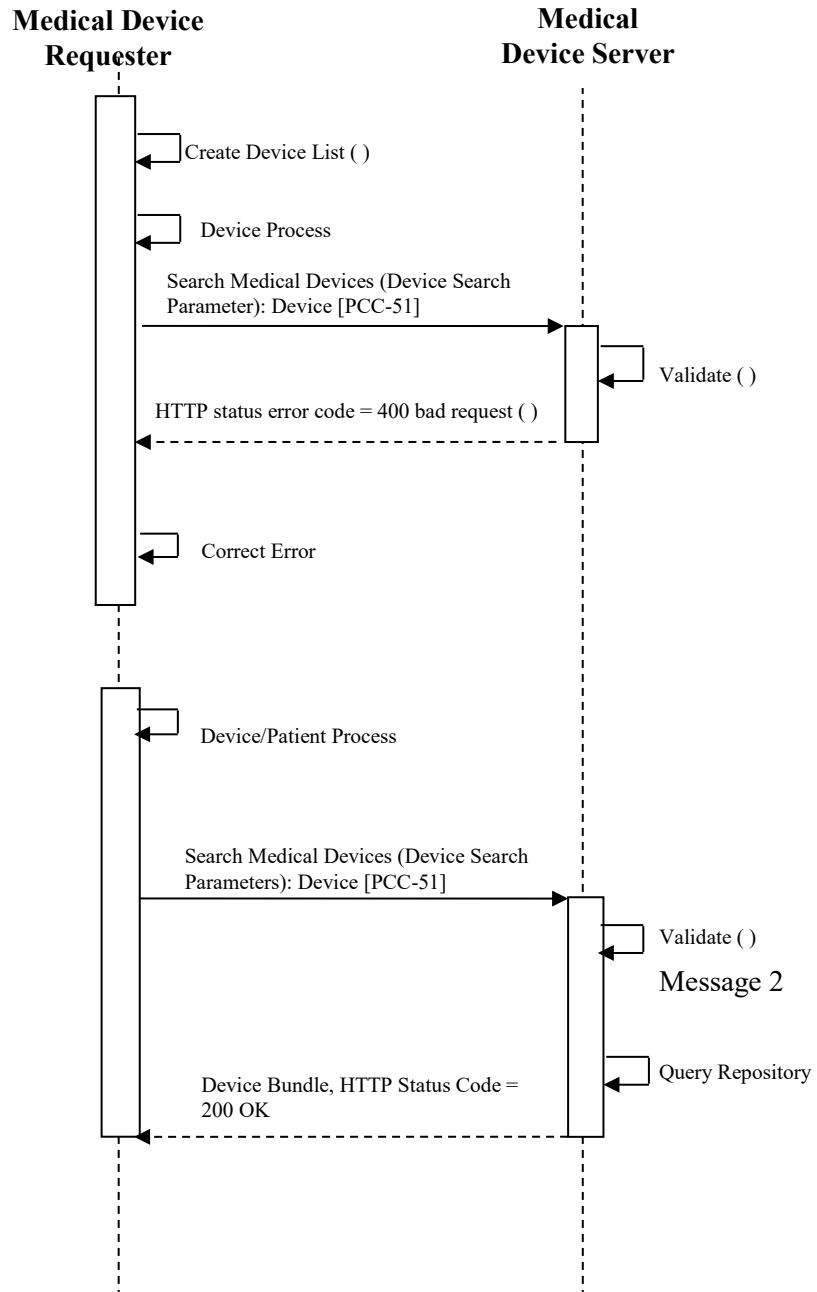 Medical Device
Requester
Medical
Device Server
Create Device List ( )
Device Process
Search Medical Devices (Device Search
Parameter): Device [PCC-51]
Validate ( )
HTTP status error code = 400 bad request ( )
Correct Error
Device/Patient Process
Search Medical Devices (Device Search
Parameters): Device [PCC-51]
Validate ( )
Message 2
Query Repository
Device Bundle, HTTP Status Code =
200 OK